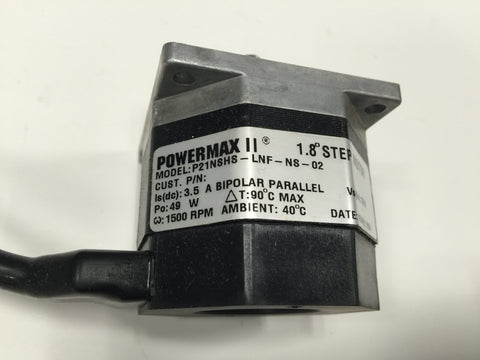 POWERMAX II® 1.8° STEP
MODEL: P21NSHS-LNF-NS-02
CUST. P/N:
Is(dc): 3.5 A BIPOLAR PARALLEL
Po: 49 W △T: 90°C MAX
ω: 1500 RPM AMBIENT: 40°C DATE